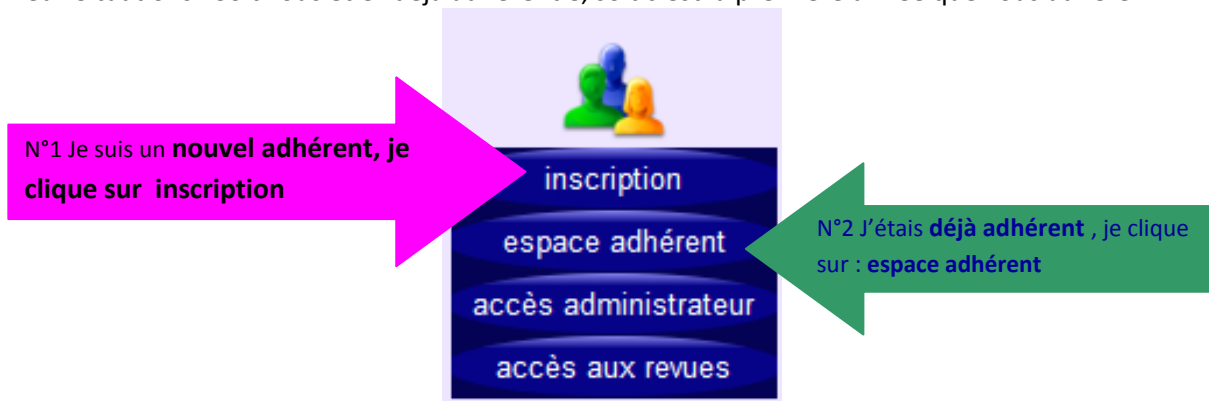 N°1 Je suis un nouvel adhérent, je
clique sur inscription
inscription
espace adhérent
accès administrateur
accès aux revues
N°2 J'étais déjà adhérent , je clique
sur : espace adhérent